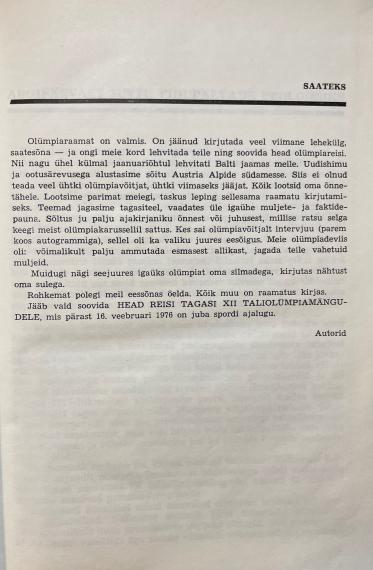 SAATEKS
Olümpiaraamat on valmis. On jäänud kirjutada veel viimane lehekülg,
saatesõna — ja ongi meie kord lehvitada teile ning soovida head olümpiareisi.
Nii nagu ühel külmal jaanuariõhtul lehvitati Balti jaamas meile. Uudishimu
ja ootusärevusega alustasime sõitu Austria Alpide südamesse. Siis ei olnud
teada veel ühtki olümpiavõitjat, ühtki viimaseks jääjat. Kõik lootsid oma õnne-
tähele. Lootsime parimat meiegi, taskus leping sellesama raamatu kirjutami-
seks. Teemad jagasime tagasiteel, vaadates üle igaühe muljete- ja faktide-
pauna. Sõltus ju palju ajakirjaniku õnnest või juhusest, millise ratsu selga
keegi meist olümpiakarussellil sattus. Kes sai olümpiavõitjalt intervjuu (parem
koos autogrammiga), sellel oli ka valiku juures eesõigus. Meie olümpiadeviis
oli: võimalikult palju ammutada esmasest allikast, jagada teile vahetuid
muljeid.
Muidugi nägi seejuures igaüks olümpiat oma silmadega, kirjutas nähtust
oma sulega.
Rohkemat polegi meil eessõnas öelda. Kõik muu on raamatus kirjas.
Jääb vaid soovida HEAD REISI TAGASI XII TALIOLÜMPIAMÄNGU-
DELE, mis pärast 16. veebruari 1976 on juba spordi ajalugu.
Autorid